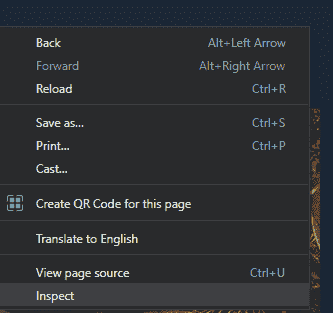 Back Alt+Left Arrow
Forward Alt+Right Arrow
Reload Ctrl+R
Save as... Ctrl+S
Print... Ctrl+P
Cast...
Create QR Code for this page
Translate to English
View page source Ctrl+U
Inspect